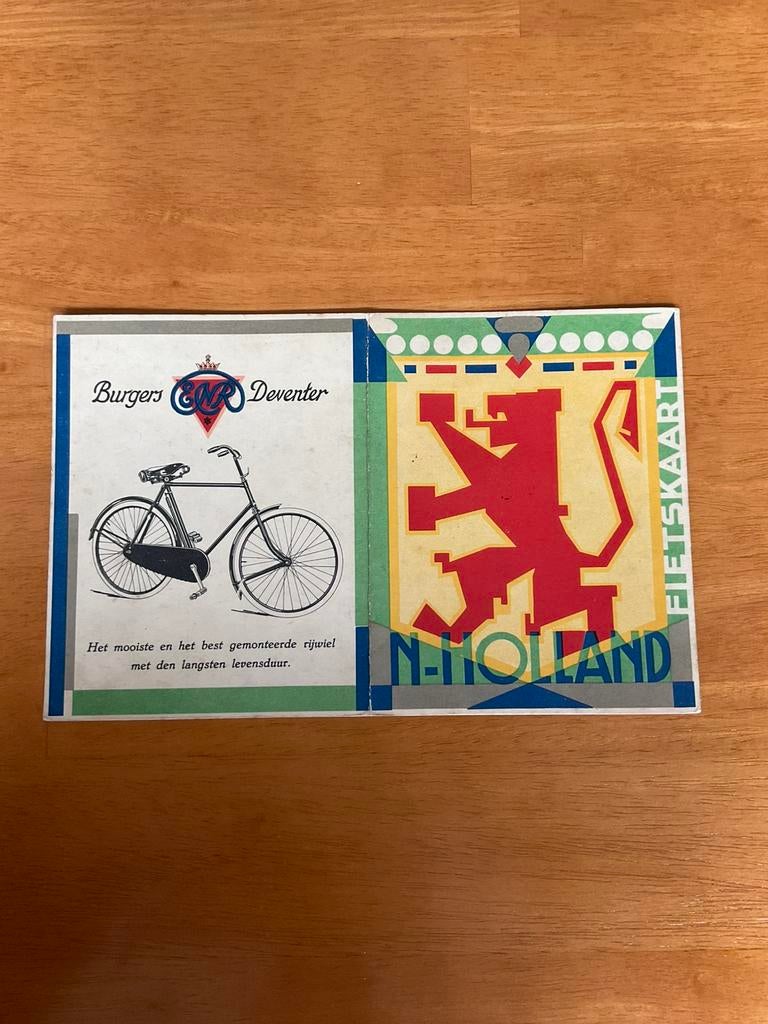 Burgers ENR Deventer
Het mooiste en het best gemonteerde rijwiel
met den langsten levensduur.
N-HOLLAND
FIETSKAART